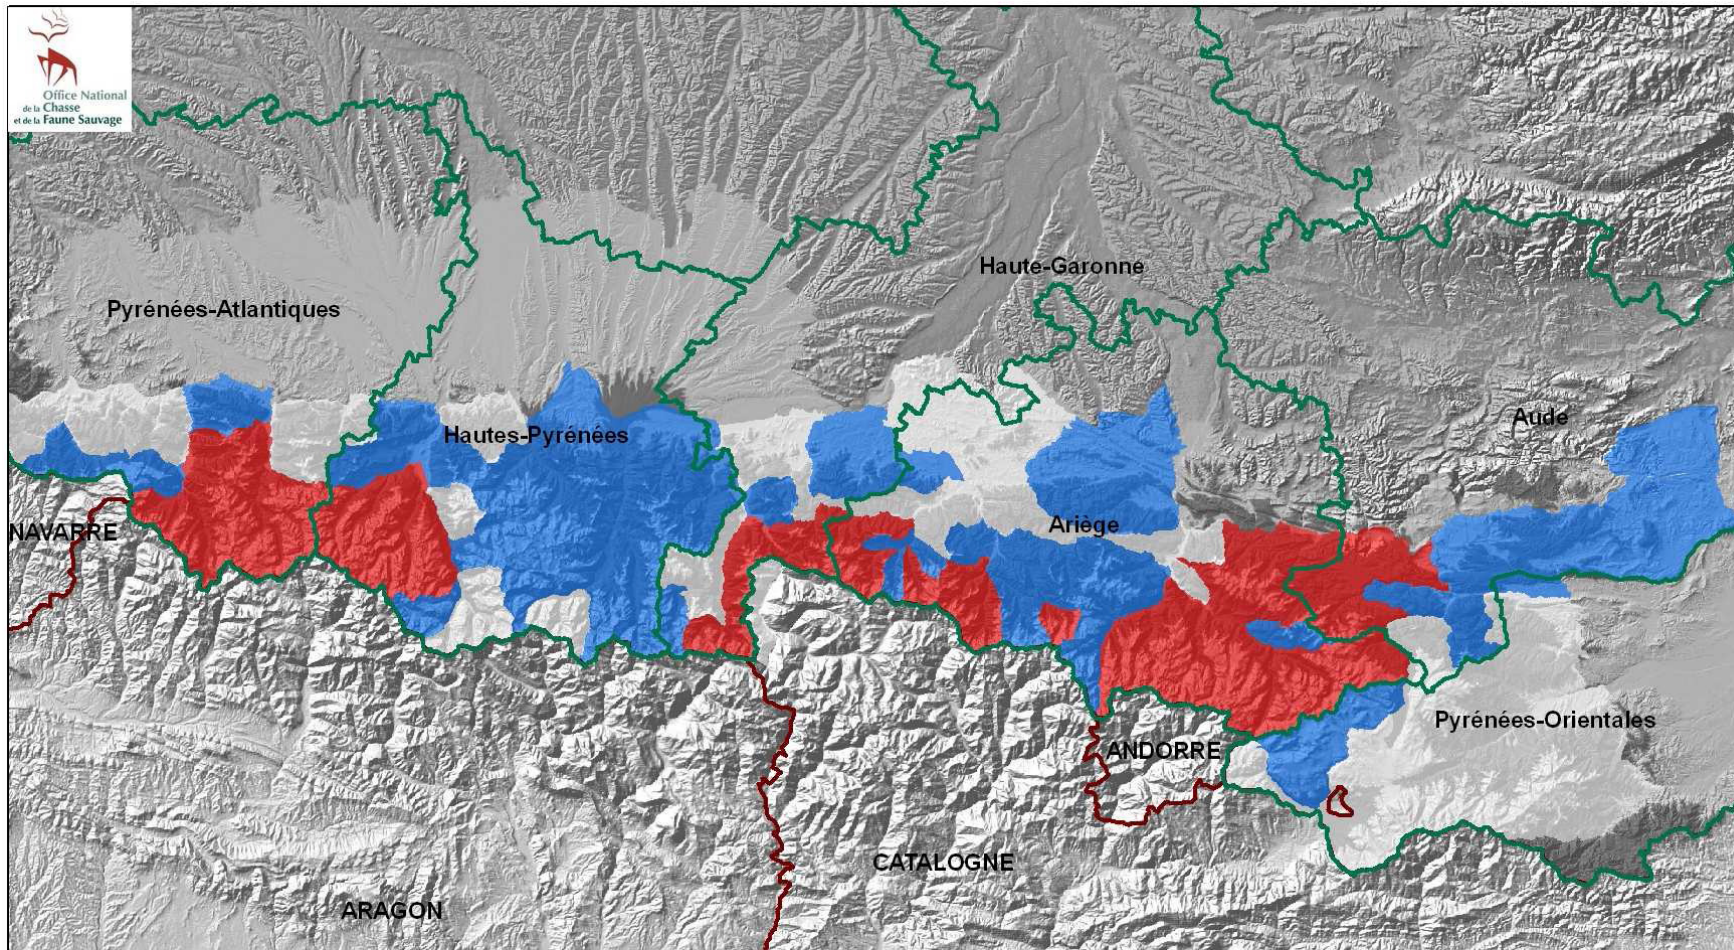 Office National
de la Chasse
et de la Faune Sauvage
Haute-Garonne
Pyrénées-Atlantiques
Aude
Hautes-Pyrénées
Ariège
NAVARRE
Pyrénées-Orientales
ANDORRE
CATALOGNE
ARAGON